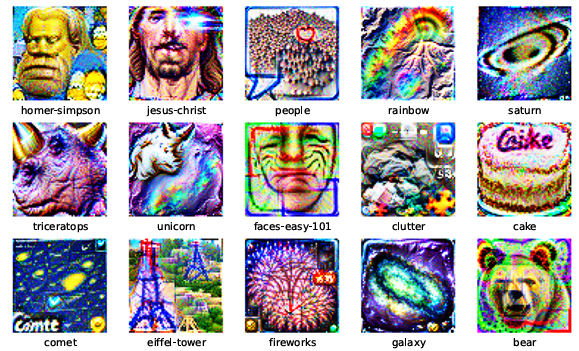 homer-simpson
jesus-christ
people
rainbow
saturn
Caike
triceratops
unicorn
faces-easy-101
clutter
cake
Comte
comet
eiffel-tower
fireworks
galaxy
bear